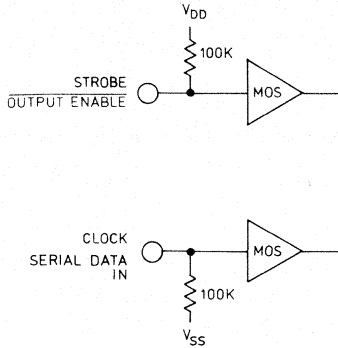 VDD
100K
STROBE
OUTPUT ENABLE
MOS
CLOCK
SERIAL DATA
IN
MOS
100K
VSS